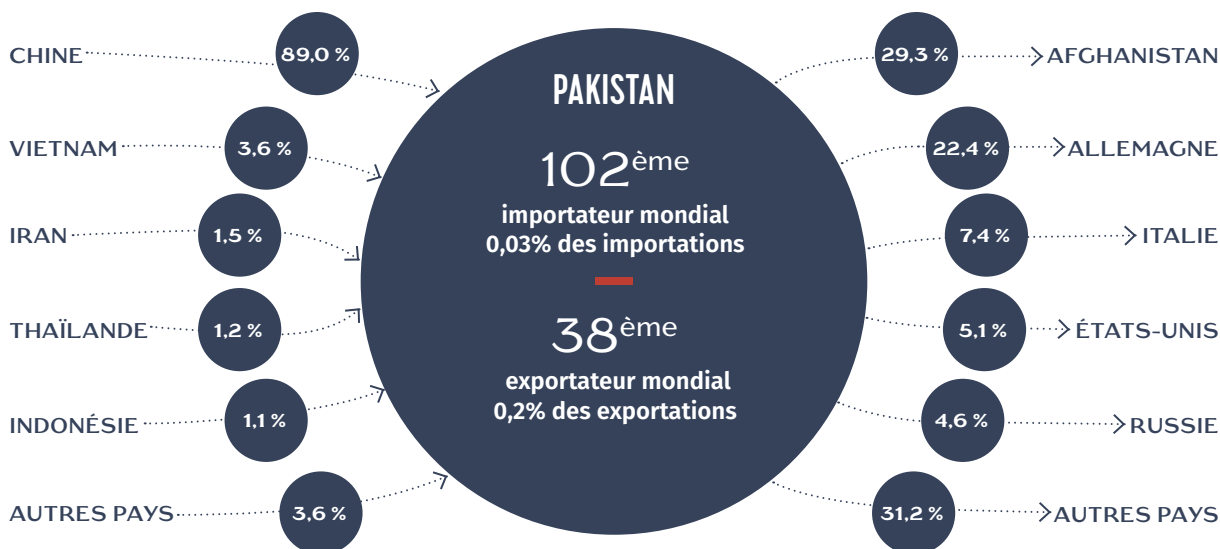 CHINE
89,0 %
VIETNAM
3,6 %
IRAN
1,5 %
THAÏLANDE
1,2 %
INDONÉSIE
1,1 %
AUTRES PAYS
3,6 %
PAKISTAN
102ème
importateur mondial
0,03% des importations
38ème
exportateur mondial
0,2% des exportations
29,3 %
AFGHANISTAN
22,4 %
ALLEMAGNE
7,4 %
ITALIE
5,1 %
ÉTATS-UNIS
4,6 %
RUSSIE
31,2 %
AUTRES PAYS